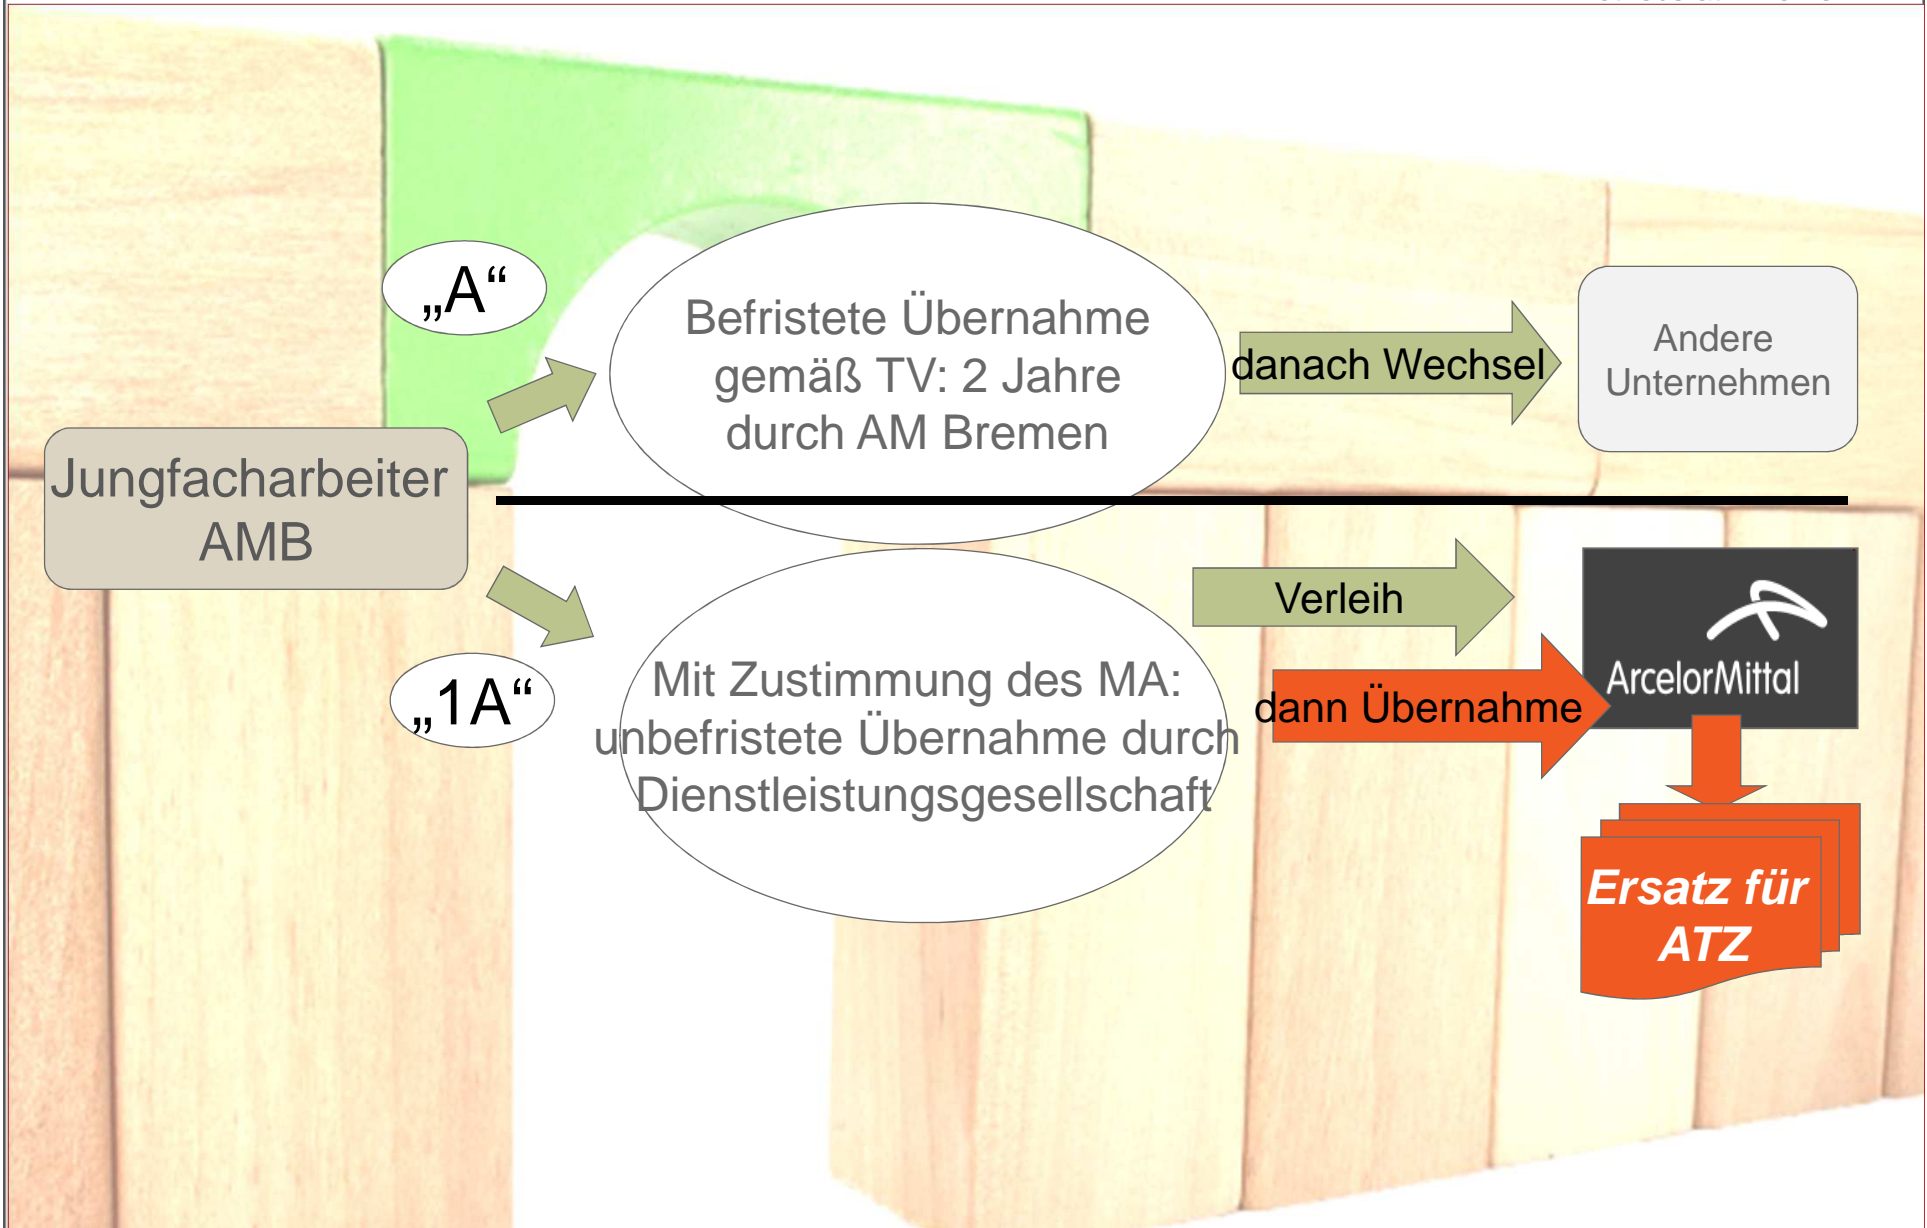 „A“
Befristete Übernahme
gemäß TV: 2 Jahre
durch AM Bremen
danach Wechsel
Andere
Unternehmen
Jungfacharbeiter
AMB
„1A“
Mit Zustimmung des MA:
unbefristete Übernahme durch
Dienstleistungsgesellschaft
Verleih
dann Übernahme
ArcelorMittal
Ersatz für
ATZ